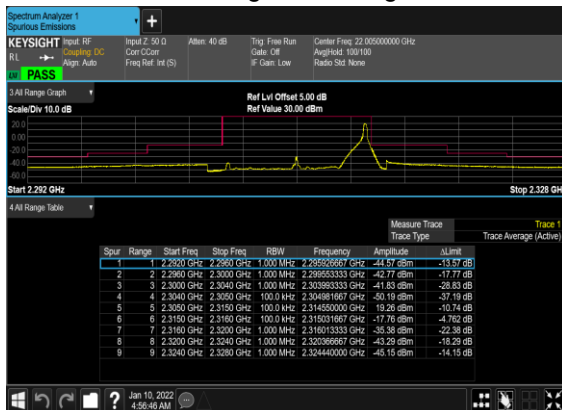 Spectrum Analyzer 1
Spurious Emissions
KEYSIGHT Input: RF Input Z: 50 Ω Atten: 40 dB Trig: Free Run Center Freq: 22.005000000 GHz
RL Coupling: DC Corr CCorr Gate: Off Avg|Hold: 100/100
Align: Auto Freq Ref: Int (S) IF Gain: Low Radio Std: None
PASS
3 All Range Graph Ref Lvl Offset 5.00 dB
Scale/Div 10.0 dB Ref Value 30.00 dBm
20.0
0.00
-20.0
-40.0
-60.0
Start 2.292 GHz Stop 2.328 GH
4 All Range Table
Measure Trace Trace 1
Trace Type Trace Average (Active)
Spur Range Start Freq Stop Freq RBW Frequency Amplitude ΔLimit
1 1 2.2920 GHz 2.2960 GHz 1.000 MHz 2.295926667 GHz -44.57 dBm -13.57 dB
2 2 2.2960 GHz 2.3000 GHz 1.000 MHz 2.299553333 GHz -42.77 dBm -17.77 dB
3 3 2.3000 GHz 2.3040 GHz 1.000 MHz 2.303993333 GHz -41.83 dBm -28.83 dB
4 4 2.3040 GHz 2.3050 GHz 100.0 kHz 2.304981667 GHz -50.19 dBm -37.19 dB
5 5 2.3050 GHz 2.3150 GHz 100.0 kHz 2.314550000 GHz 19.26 dBm -10.74 dB
6 6 2.3150 GHz 2.3160 GHz 100.0 kHz 2.315031667 GHz -17.76 dBm -4.762 dB
7 7 2.3160 GHz 2.3200 GHz 1.000 MHz 2.316013333 GHz -35.38 dBm -22.38 dB
8 8 2.3200 GHz 2.3240 GHz 1.000 MHz 2.320366667 GHz -43.29 dBm -18.29 dB
9 9 2.3240 GHz 2.3280 GHz 1.000 MHz 2.324440000 GHz -45.15 dBm -14.15 dB
Jan 10, 2022
4:56:46 AM